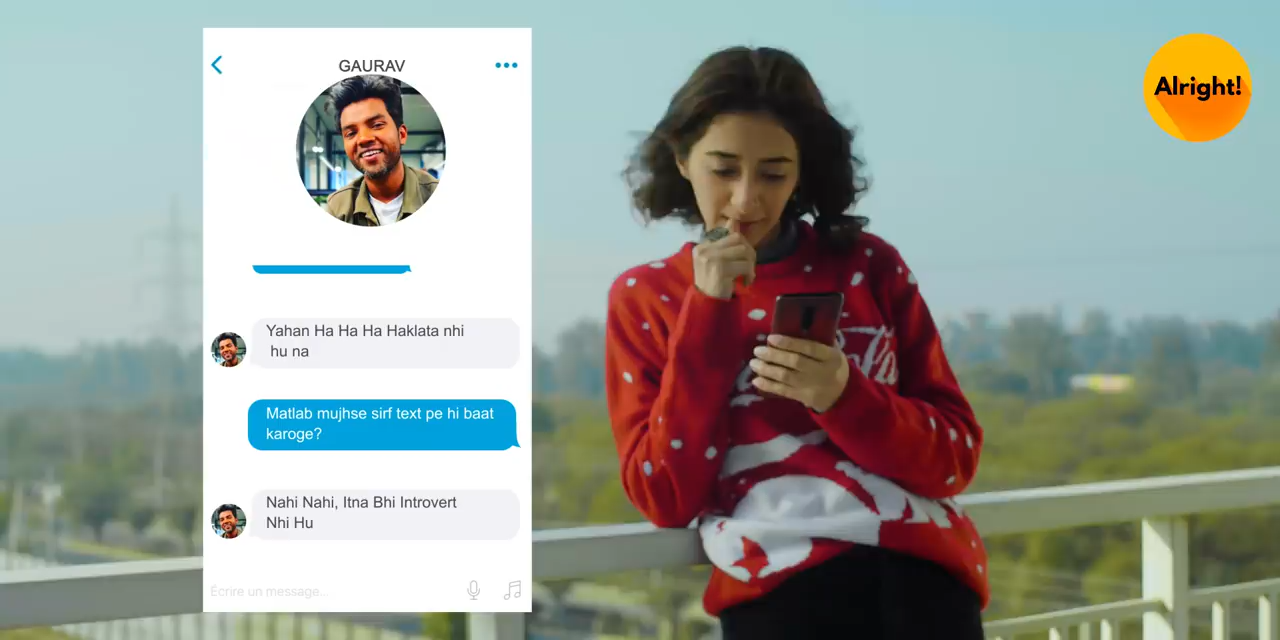 GAURAV
Yahan Ha Ha Ha Haklata nhi
hu na
Matlab mujhse sirf text pe hi baat
karoge?
Nahi Nahi, Itna Bhi Introvert
Nhi Hu
Écrire un message...
Alright!